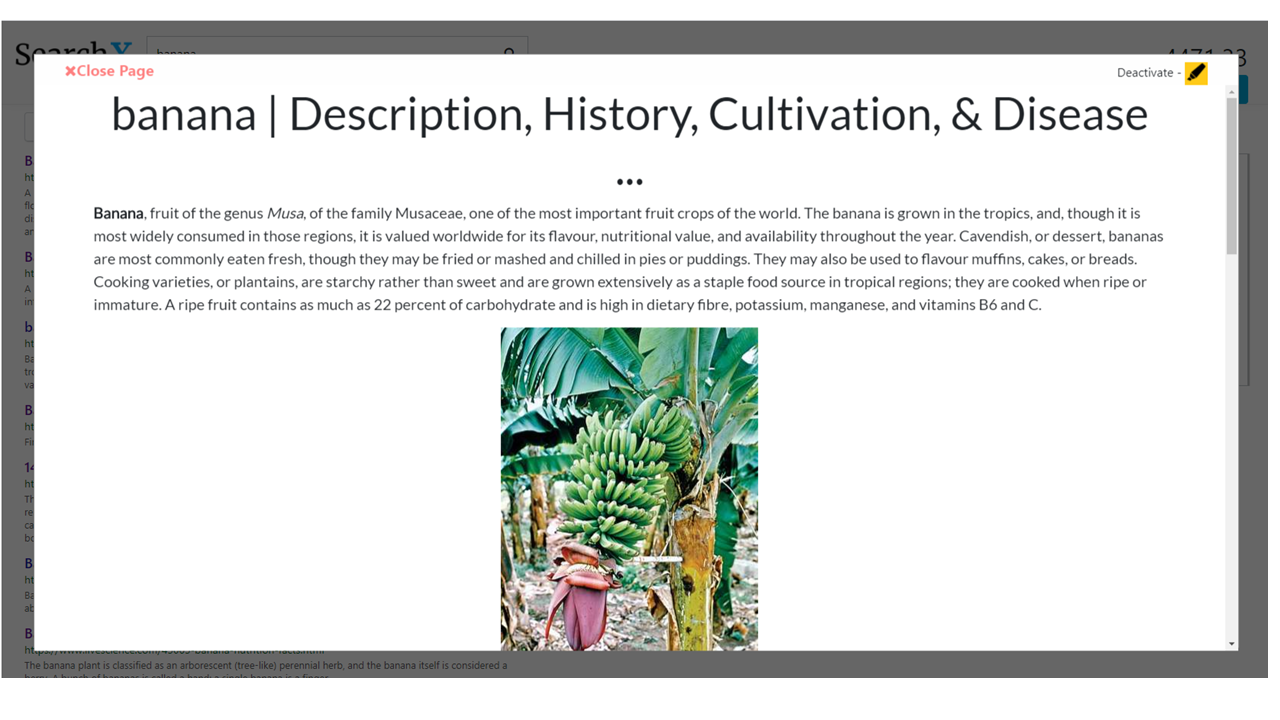 SearchX
banana
✖Close Page
Deactivate -
banana | Description, History, Cultivation, & Disease
...
Banana, fruit of the genus Musa, of the family Musaceae, one of the most important fruit crops of the world. The banana is grown in the tropics, and, though it is
most widely consumed in those regions, it is valued worldwide for its flavour, nutritional value, and availability throughout the year. Cavendish, or dessert, bananas
are most commonly eaten fresh, though they may be fried or mashed and chilled in pies or puddings. They may also be used to flavour muffins, cakes, or breads.
Cooking varieties, or plantains, are starchy rather than sweet and are grown extensively as a staple food source in tropical regions; they are cooked when ripe or
immature. A ripe fruit contains as much as 22 percent of carbohydrate and is high in dietary fibre, potassium, manganese, and vitamins B6 and C.
The banana plant is classified as an arborescent (tree-like) perennial herb, and the banana itself is considered a